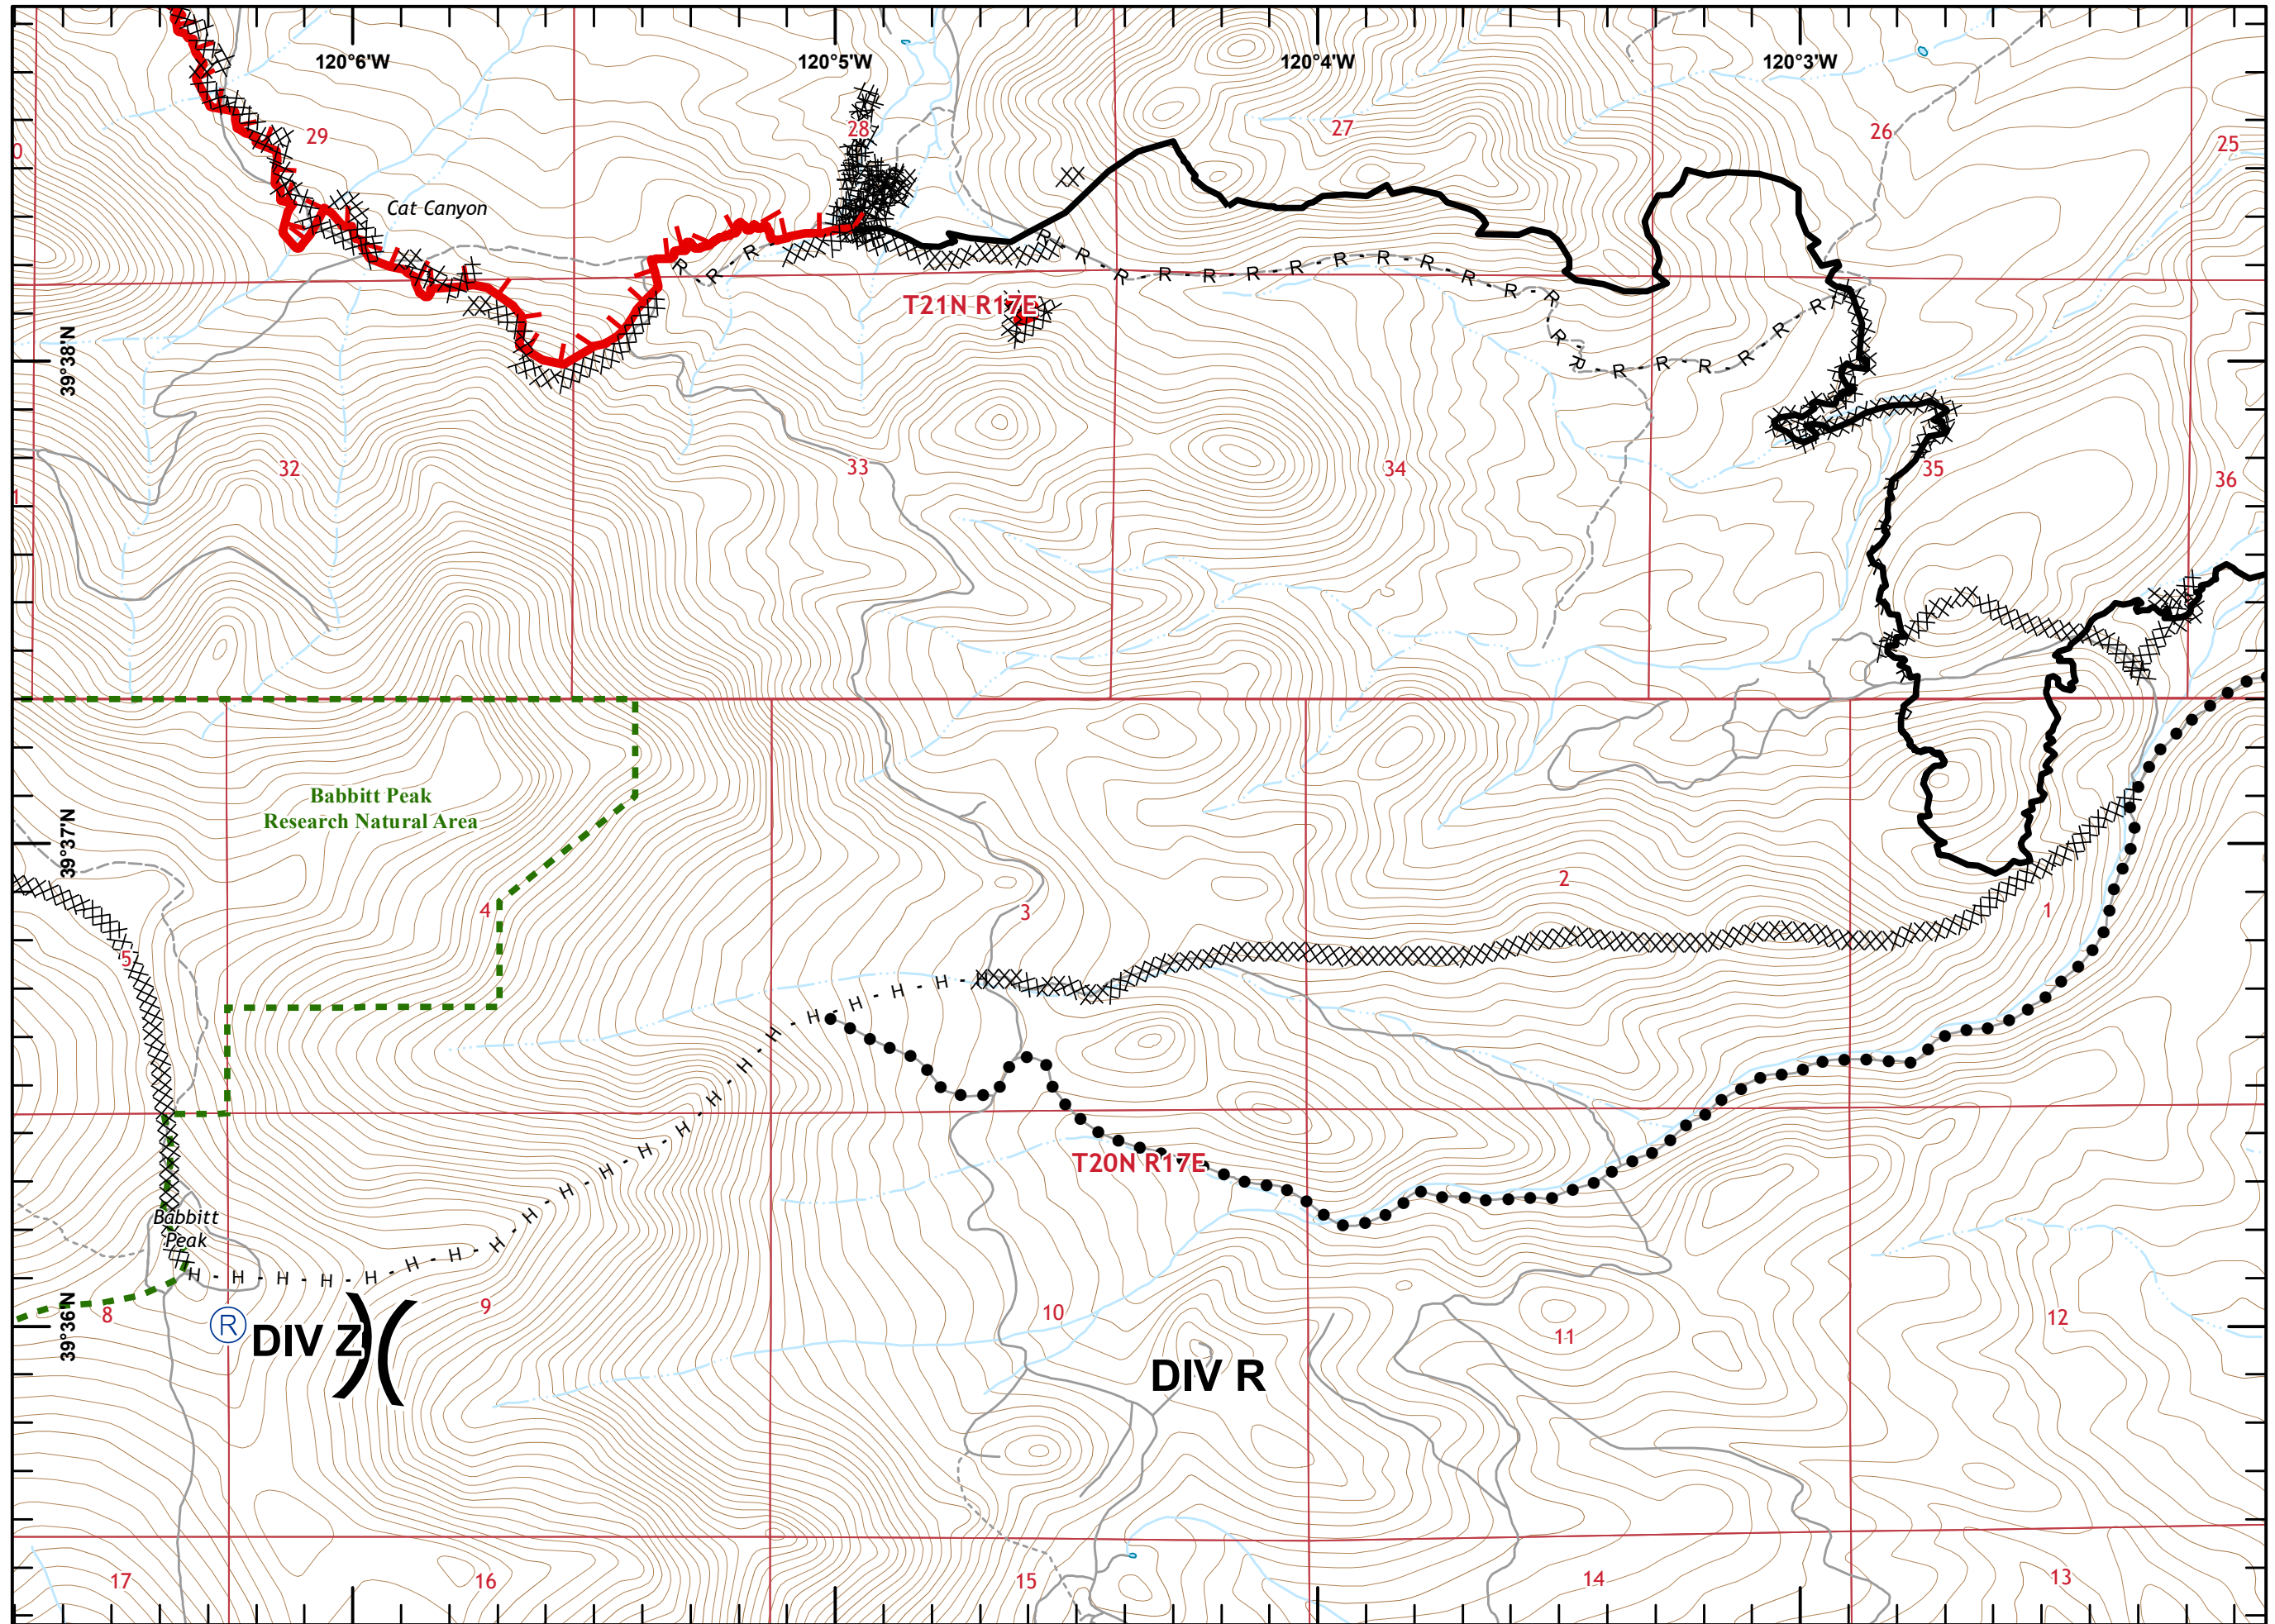 120°6'W
120°5'W
120°4'W
120°3'W
29
28
27
26
25
0
Cat Canyon
T21N R17E
39°38'N
32
33
34
35
36
1
Babbitt Peak
Research Natural Area
39°37'N
5
4
3
2
1
R - R - R
R - R - R - R - R - R - R - R - R - R - R - R - R - R - R - R - R - R - R
H - H - H - H - H - H - H - H - H - H - H - H - H - H - H - H - H - H - H - H
T20N R17E
Babbitt
Peak
39°36'N
8
R
DIV Z
)(
9
10
DIV R
11
12
17
16
15
14
13